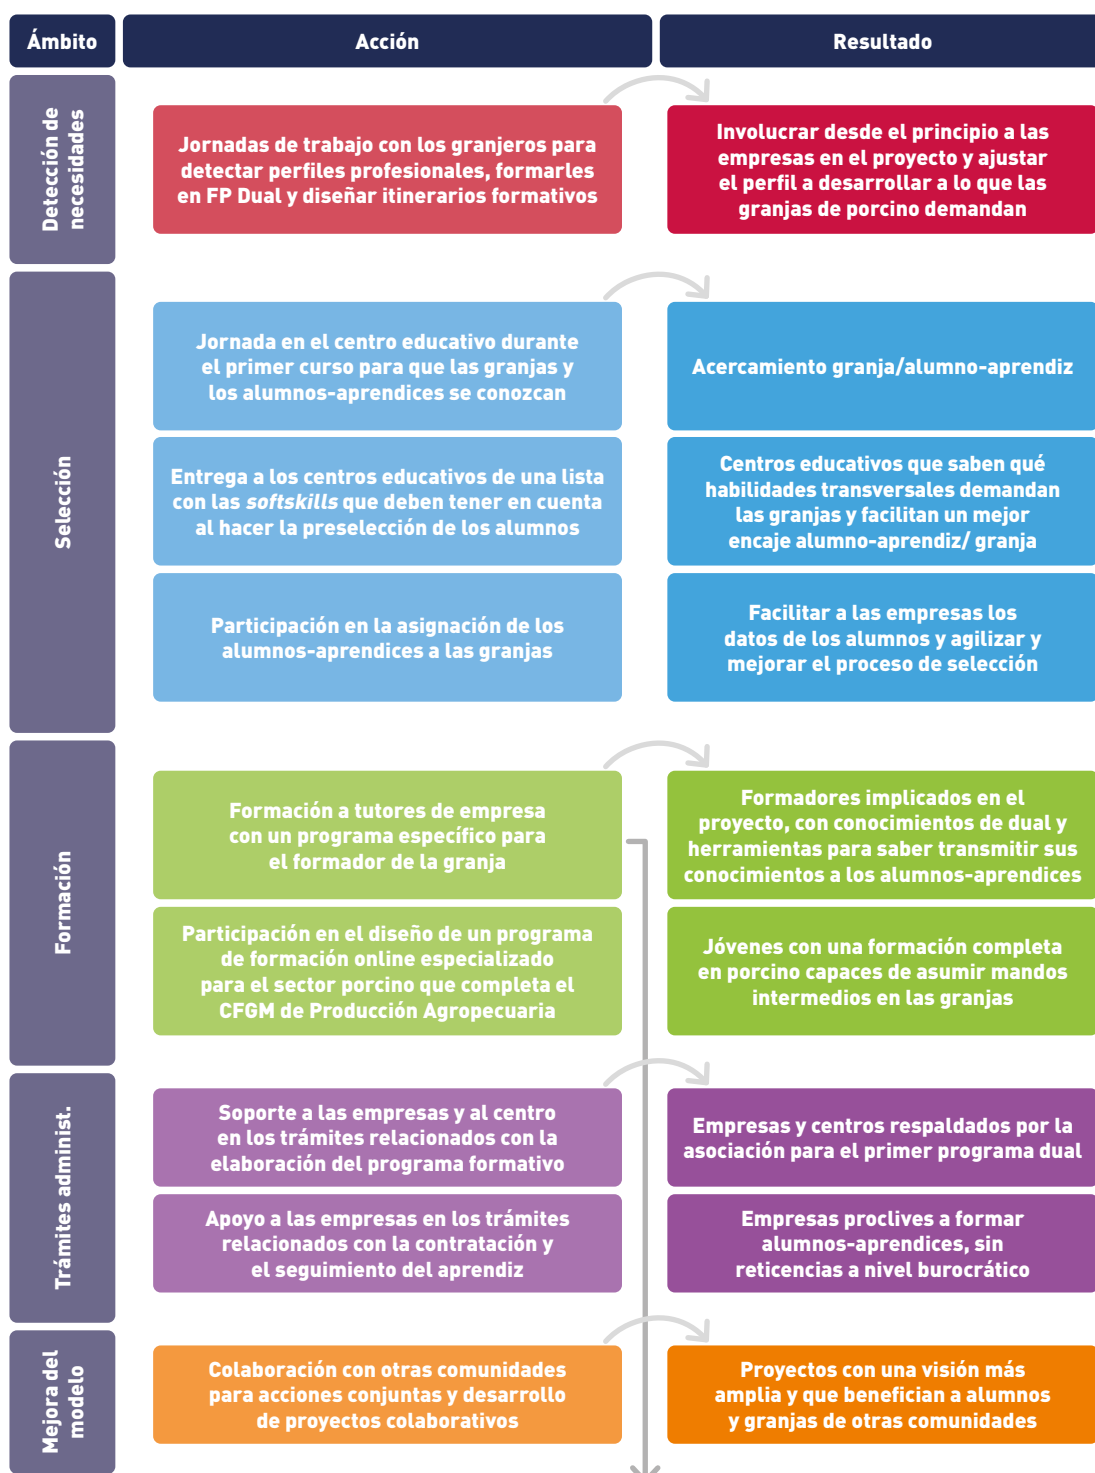 Ámbito
Acción
Resultado
Detección de
necesidades
Jornadas de trabajo con los granjeros para
detectar perfiles profesionales, formarles
en FP Dual y diseñar itinerarios formativos
Involucrar desde el principio a las
empresas en el proyecto y ajustar
el perfil a desarrollar a lo que las
granjas de porcino demandan
Selección
Jornada en el centro educativo durante
el primer curso para que las granjas y
los alumnos-aprendices se conozcan
Acercamiento granja/alumno-aprendiz
Entrega a los centros educativos de una lista
con las softskills que deben tener en cuenta
al hacer la preselección de los alumnos
Centros educativos que saben qué
habilidades transversales demandan
las granjas y facilitan un mejor
encaje alumno-aprendiz/ granja
Participación en la asignación de los
alumnos-aprendices a las granjas
Facilitar a las empresas los
datos de los alumnos y agilizar y
mejorar el proceso de selección
Formación
Formación a tutores de empresa
con un programa específico para
el formador de la granja
Formadores implicados en el
proyecto, con conocimientos de dual y
herramientas para saber transmitir sus
conocimientos a los alumnos-aprendices
Participación en el diseño de un programa
de formación online especializado
para el sector porcino que completa el
CFGM de Producción Agropecuaria
Jóvenes con una formación completa
en porcino capaces de asumir mandos
intermedios en las granjas
Trámites administ.
Soporte a las empresas y al centro
en los trámites relacionados con la
elaboración del programa formativo
Empresas y centros respaldados por la
asociación para el primer programa dual
Apoyo a las empresas en los trámites
relacionados con la contratación y
el seguimiento del aprendiz
Empresas proclives a formar
alumnos-aprendices, sin
reticencias a nivel burocrático
Mejora del
modelo
Colaboración con otras comunidades
para acciones conjuntas y desarrollo
de proyectos colaborativos
Proyectos con una visión más
amplia y que benefician a alumnos
y granjas de otras comunidades